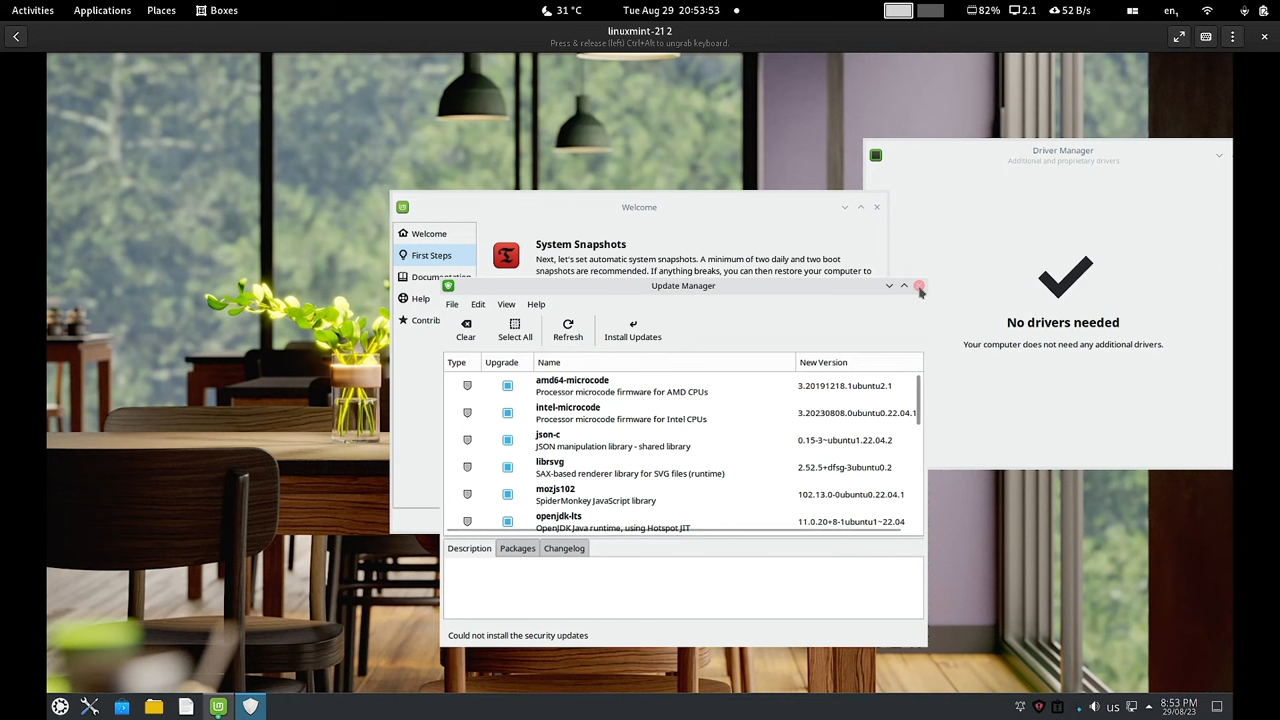 Activities Applications Places Boxes 31 °C Tue Aug 29 20:53:53 82% 2.1 52 B/s en,
linuxmint-21 2
Press & release (left) Ctrl+Alt to ungrab keyboard.
Driver Manager
Additional and proprietary drivers
No drivers needed
Your computer does not need any additional drivers.
Welcome
Welcome
First Steps
Documentation
Help
Contrib
System Snapshots
Next, let's set automatic system snapshots. A minimum of two daily and two boot
snapshots are recommended. If anything breaks, you can then restore your computer to
Update Manager
File Edit View Help
Clear Select All Refresh Install Updates
Type Upgrade Name New Version
amd64-microcode
Processor microcode firmware for AMD CPUs 3.20191218.1ubuntu2.1
intel-microcode
Processor microcode firmware for Intel CPUs 3.20230808.0ubuntu0.22.04.1
json-c
JSON manipulation library - shared library 0.15-3~ubuntu1.22.04.2
librsvg
SAX-based renderer library for SVG files (runtime) 2.52.5+dfsg-3ubuntu0.2
mozjs102
SpiderMonkey JavaScript library 102.13.0-0ubuntu0.22.04.1
openjdk-lts
OpenJDK Java runtime, using Hotspot JIT 11.0.20+8-1ubuntu1~22.04
Description Packages Changelog
Could not install the security updates
us 8:53 PM
29/08/23